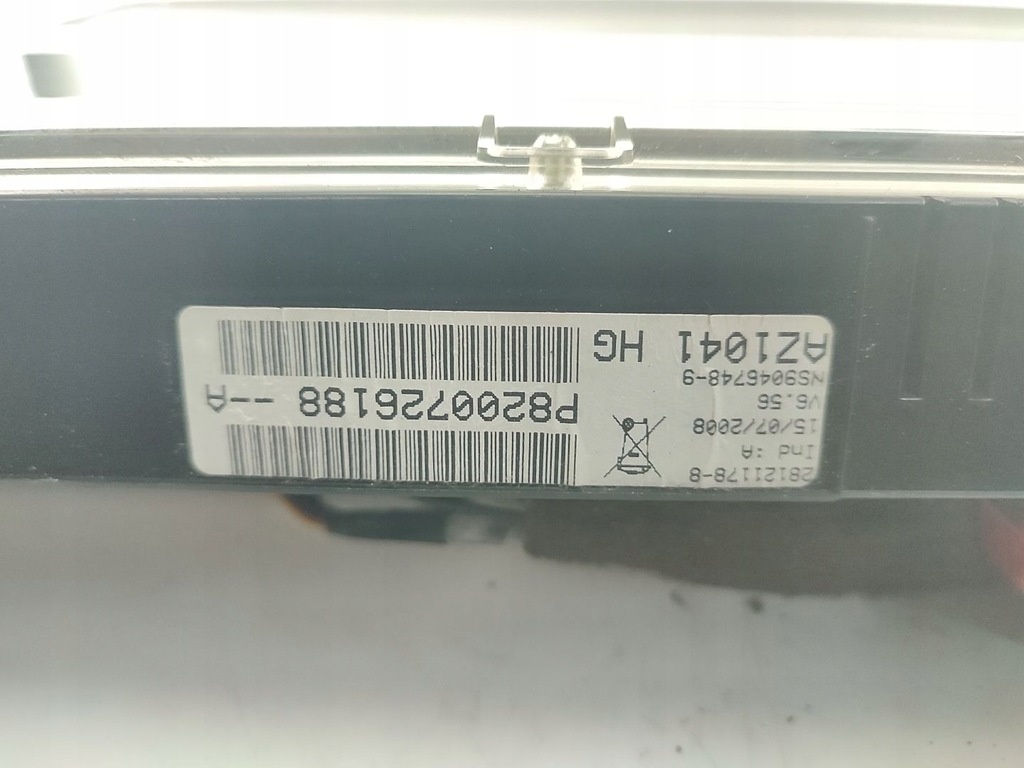 28121178-8
Ind :A
15/07/2008
V6.56
NS9046748-9
AZ1041 HG
P8200726188 --A